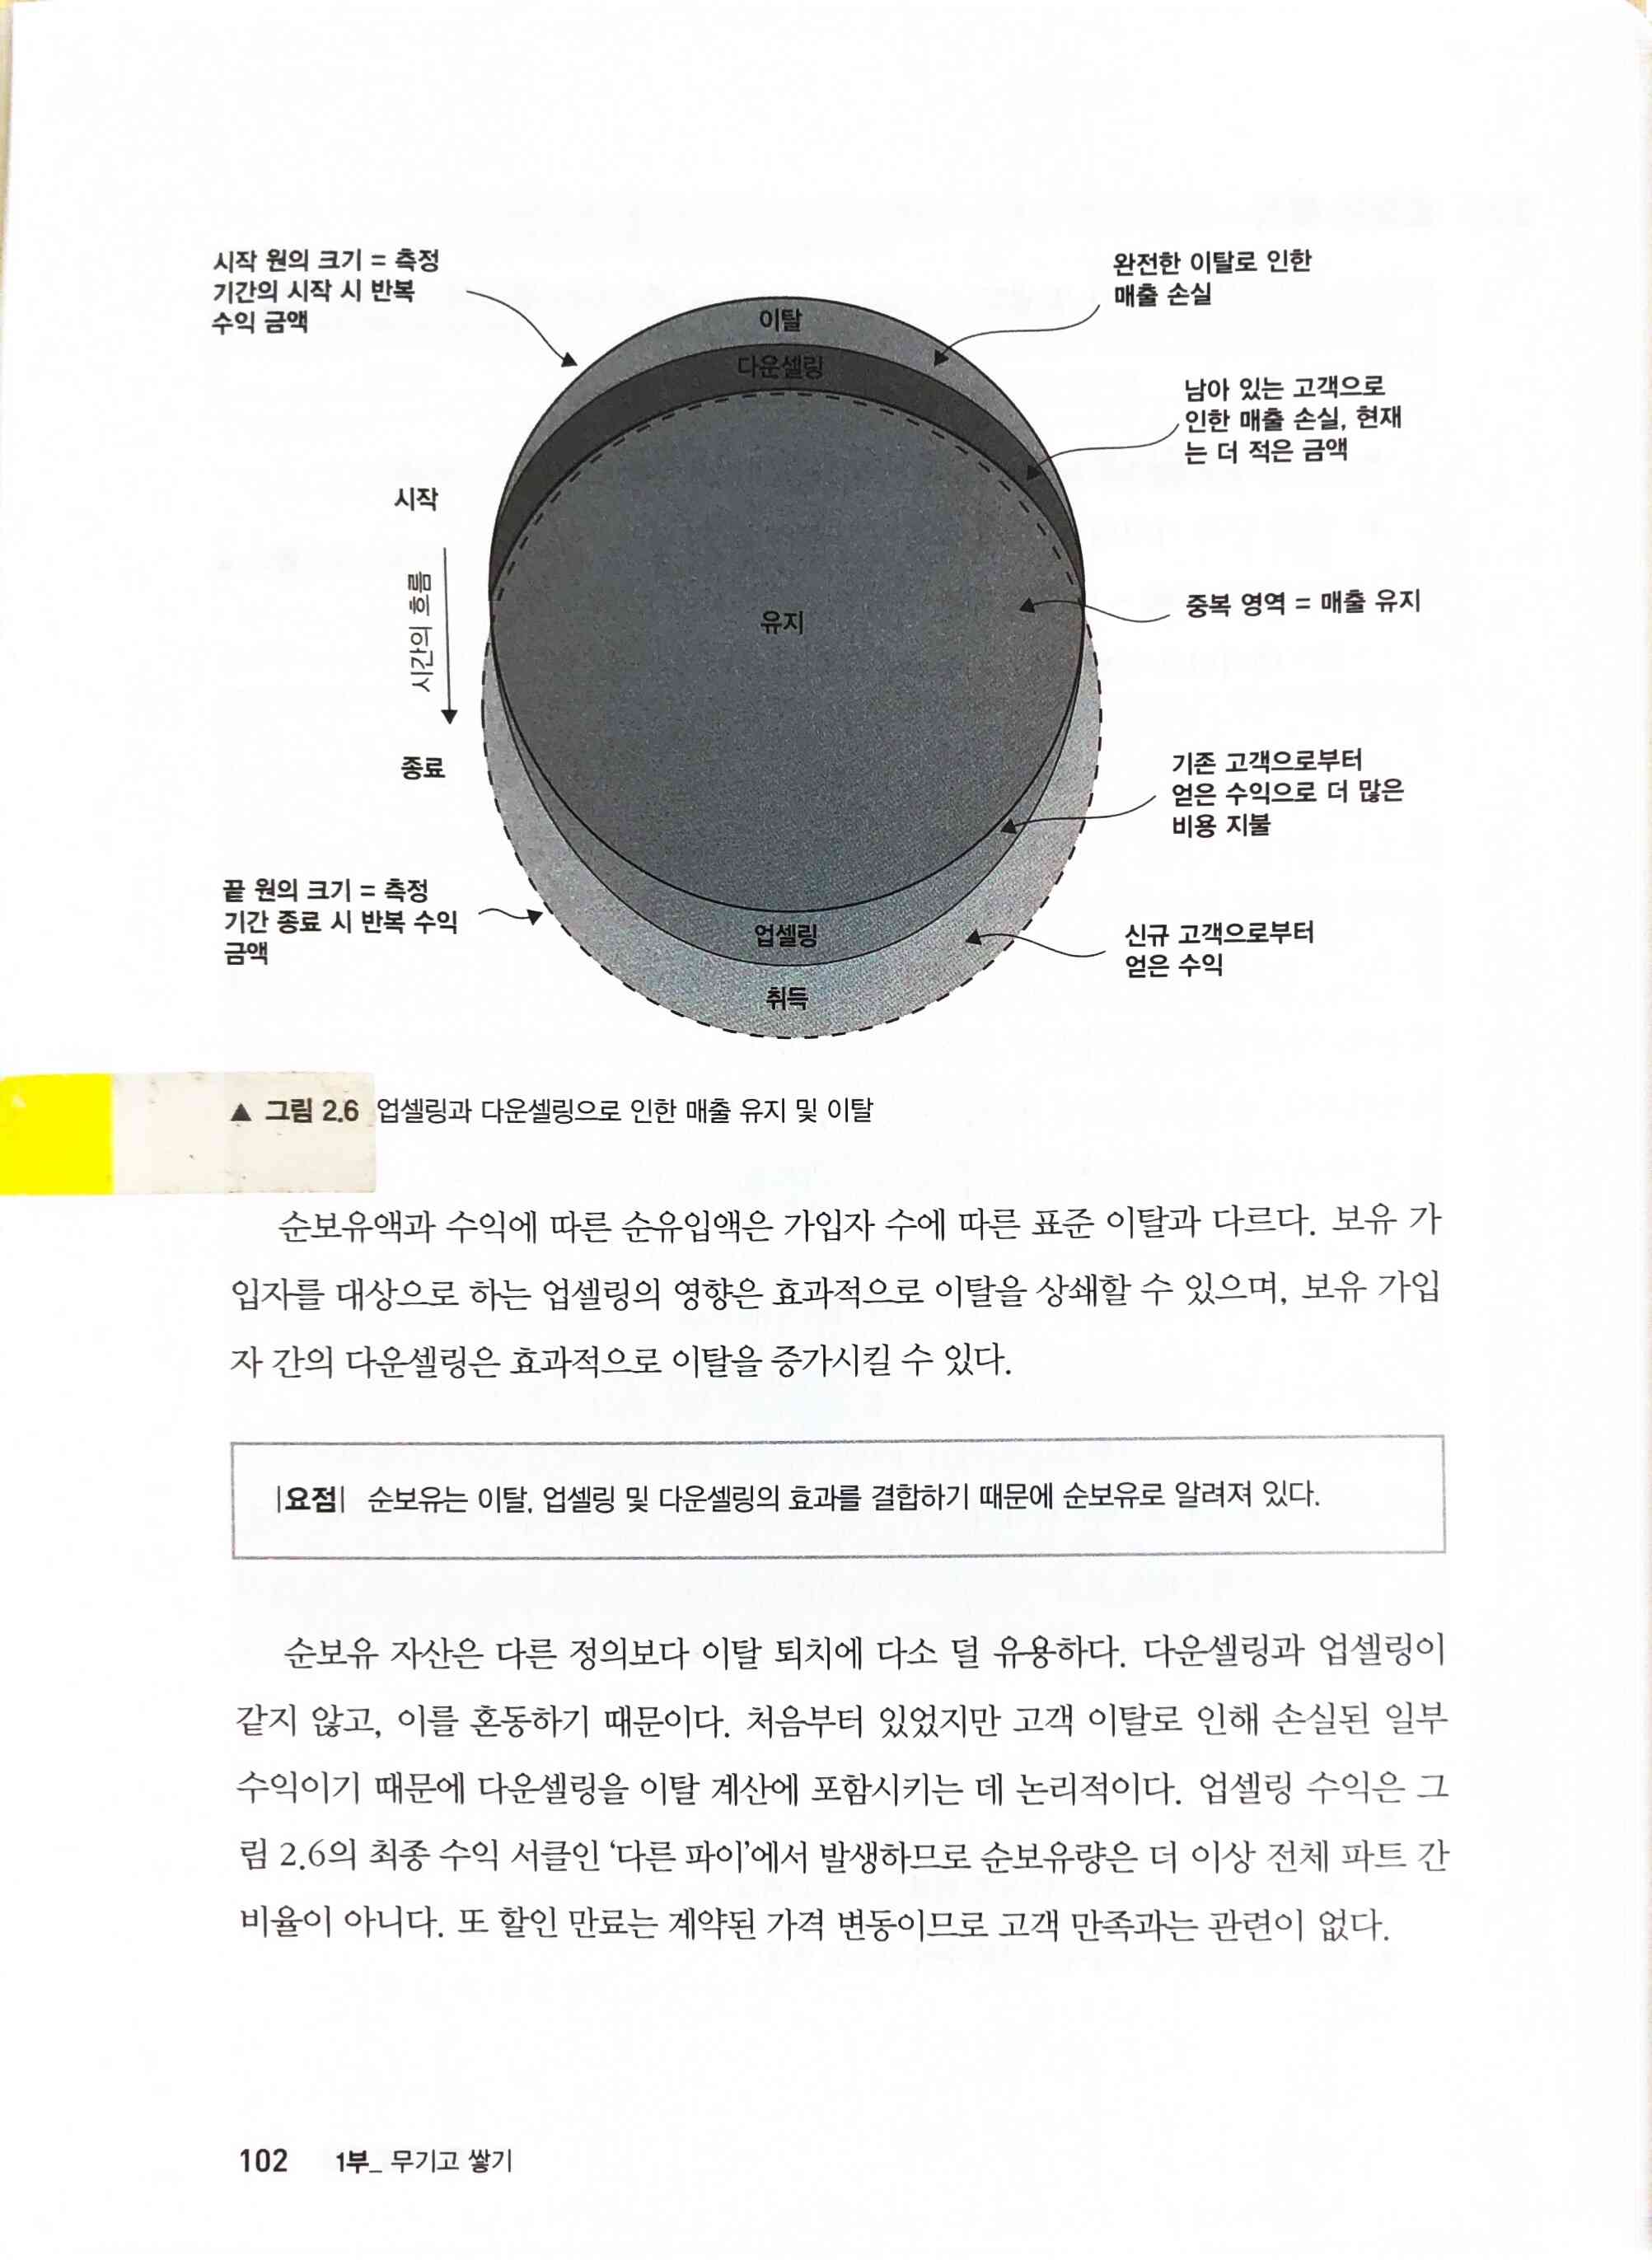 시작 원의 크기 = 측정
기간의 시작 시 반복
수익 금액
완전한 이탈로 인한
매출 손실
이탈
다운셀링
남아 있는 고객으로
인한 매출 손실, 현재
는 더 적은 금액
시작
시간의 흐름
종료
유지
중복 영역 = 매출 유지
기존 고객으로부터
얻은 수익으로 더 많은
비용 지불
끝 원의 크기 = 측정
기간 종료 시 반복 수익
금액
업셀링
취득
신규 고객으로부터
얻은 수익
▲ 그림 2.6 업셀링과 다운셀링으로 인한 매출 유지 및 이탈
순보유액과 수익에 따른 순유입액은 가입자 수에 따른 표준 이탈과 다르다. 보유 가
입자를 대상으로 하는 업셀링의 영향은 효과적으로 이탈을 상쇄할 수 있으며, 보유 가입
자 간의 다운셀링은 효과적으로 이탈을 증가시킬 수 있다.
|요점| 순보유는 이탈, 업셀링 및 다운셀링의 효과를 결합하기 때문에 순보유로 알려져 있다.
순보유 자산은 다른 정의보다 이탈 퇴치에 다소 덜 유용하다. 다운셀링과 업셀링이
같지 않고, 이를 혼동하기 때문이다. 처음부터 있었지만 고객 이탈로 인해 손실된 일부
수익이기 때문에 다운셀링을 이탈 계산에 포함시키는 데 논리적이다. 업셀링 수익은 그
림 2.6의 최종 수익 서클인 ‘다른 파이’에서 발생하므로 순보유량은 더 이상 전체 파트 간
비율이 아니다. 또 할인 만료는 계약된 가격 변동이므로 고객 만족과는 관련이 없다.
102 1부_ 무기고 쌓기